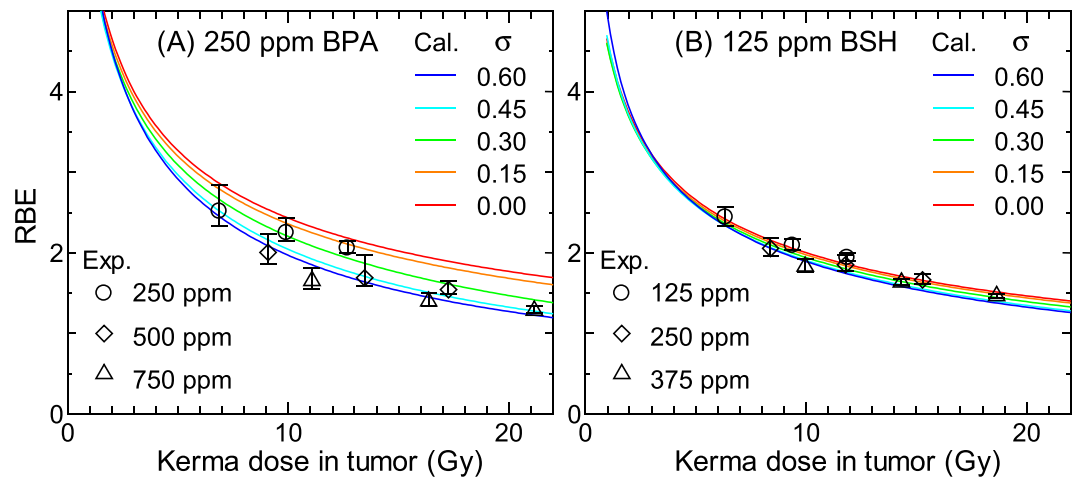 (A) 250 ppm BPA
Cal. σ
0.60
0.45
0.30
0.15
0.00
Exp.
250 ppm
500 ppm
750 ppm
RBE
0
2
4
0
10
20
Kerma dose in tumor (Gy)
(B) 125 ppm BSH
Cal. σ
0.60
0.45
0.30
0.15
0.00
Exp.
125 ppm
250 ppm
375 ppm
0
2
4
0
10
20
Kerma dose in tumor (Gy)